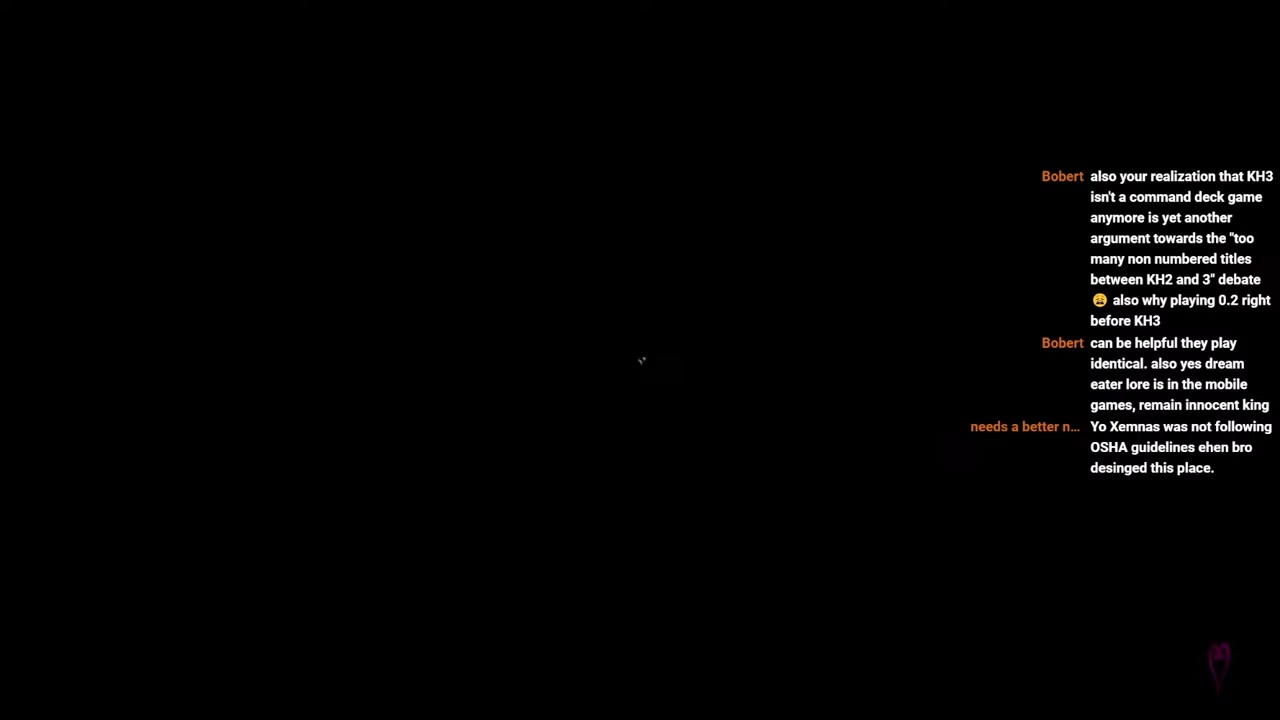 Bobert also your realization that KH3
isn't a command deck game
anymore is yet another
argument towards the "too
many non numbered titles
between KH2 and 3" debate
😩 also why playing 0.2 right
before KH3
Bobert can be helpful they play
identical. also yes dream
eater lore is in the mobile
games, remain innocent king
needs a better n... Yo Xemnas was not following
OSHA guidelines ehen bro
desinged this place.